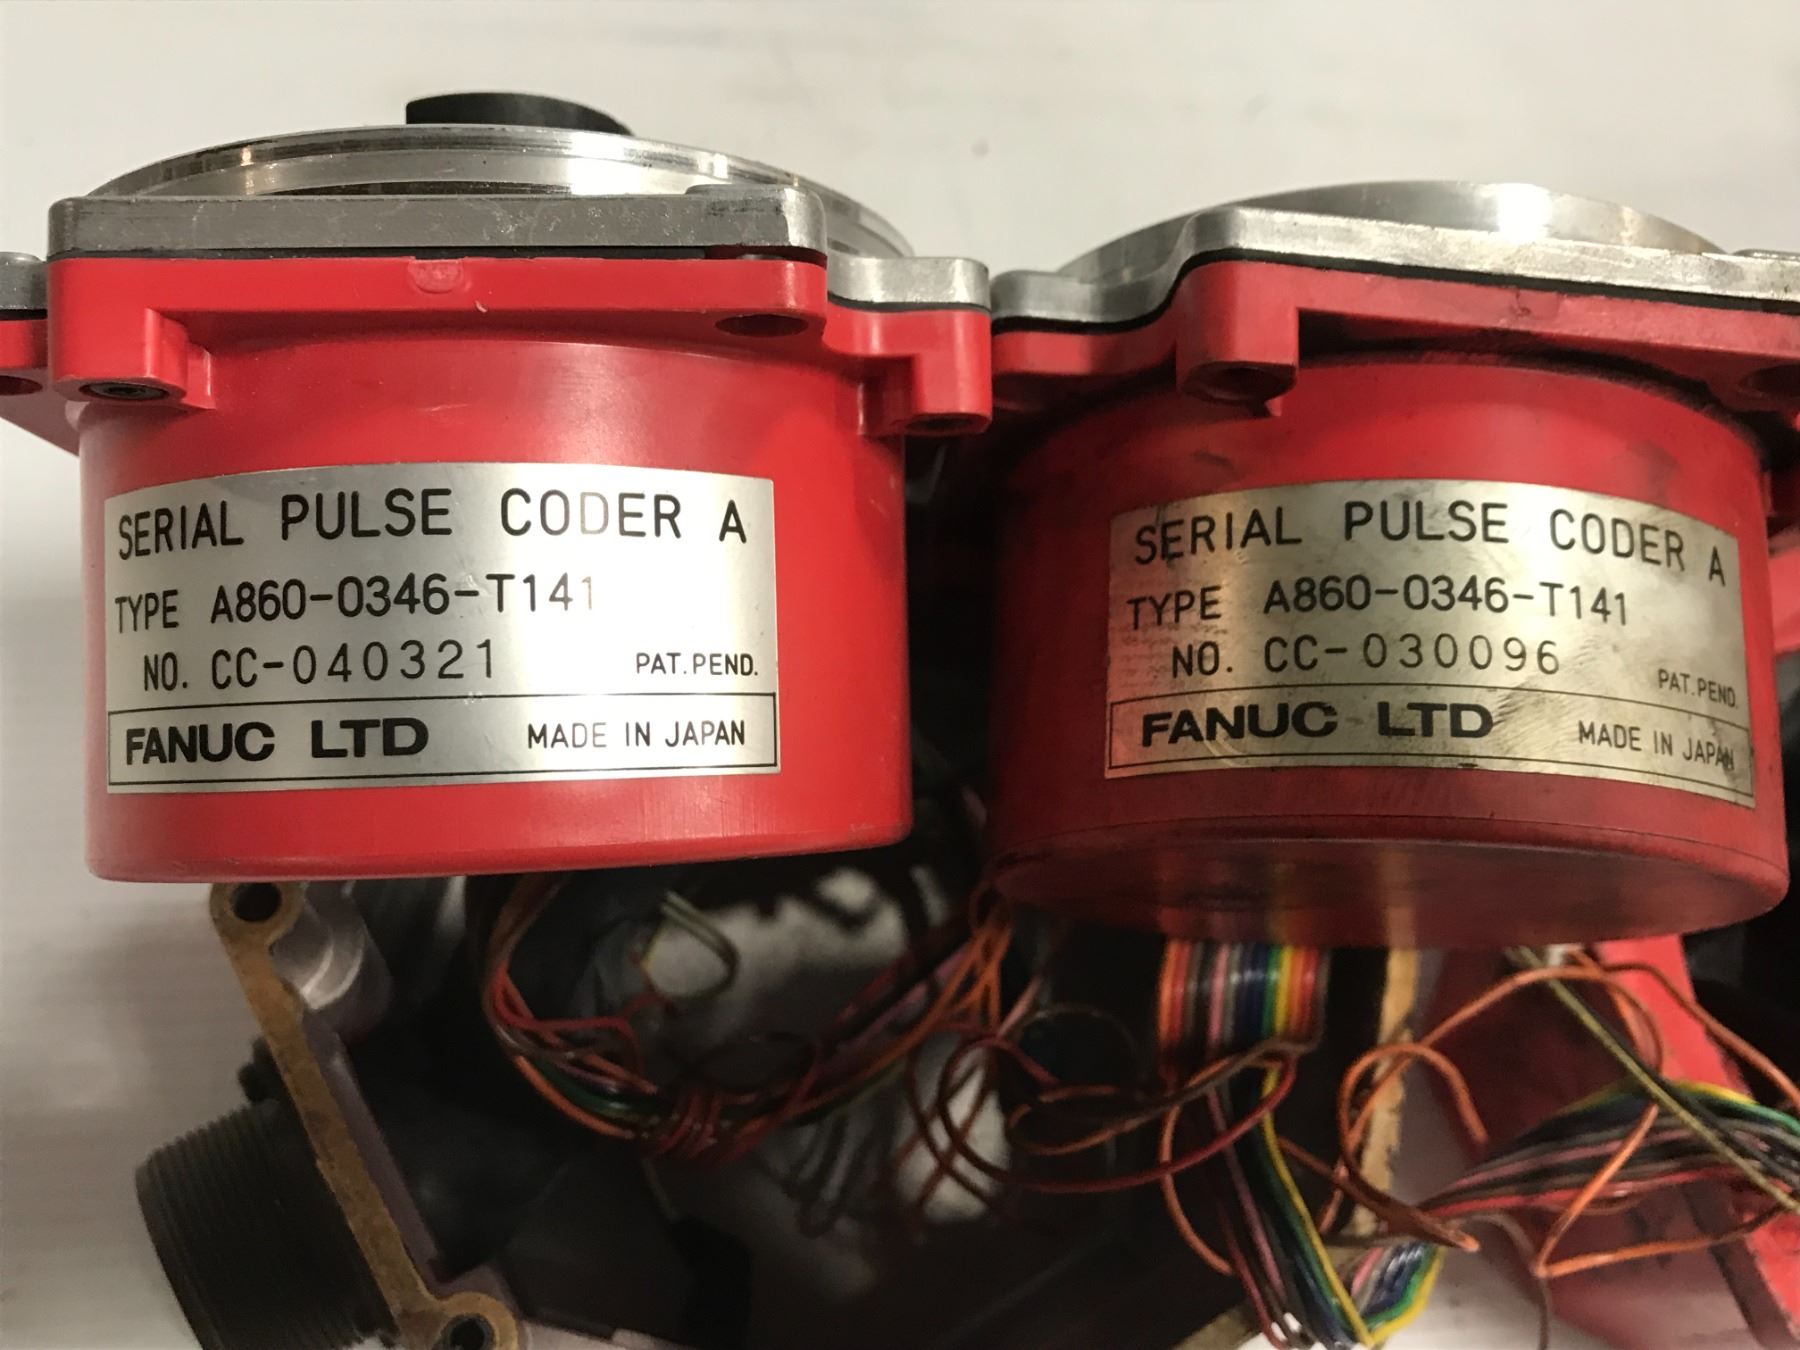 SERIAL PULSE CODER A
TYPE A860-0346-T141
NO. CC-040321 PAT.PEND.
FANUC LTD MADE IN JAPAN
SERIAL PULSE CODER A
TYPE A860-0346-T141
NO. CC-030096 PAT.PEND.
FANUC LTD MADE IN JAPAN